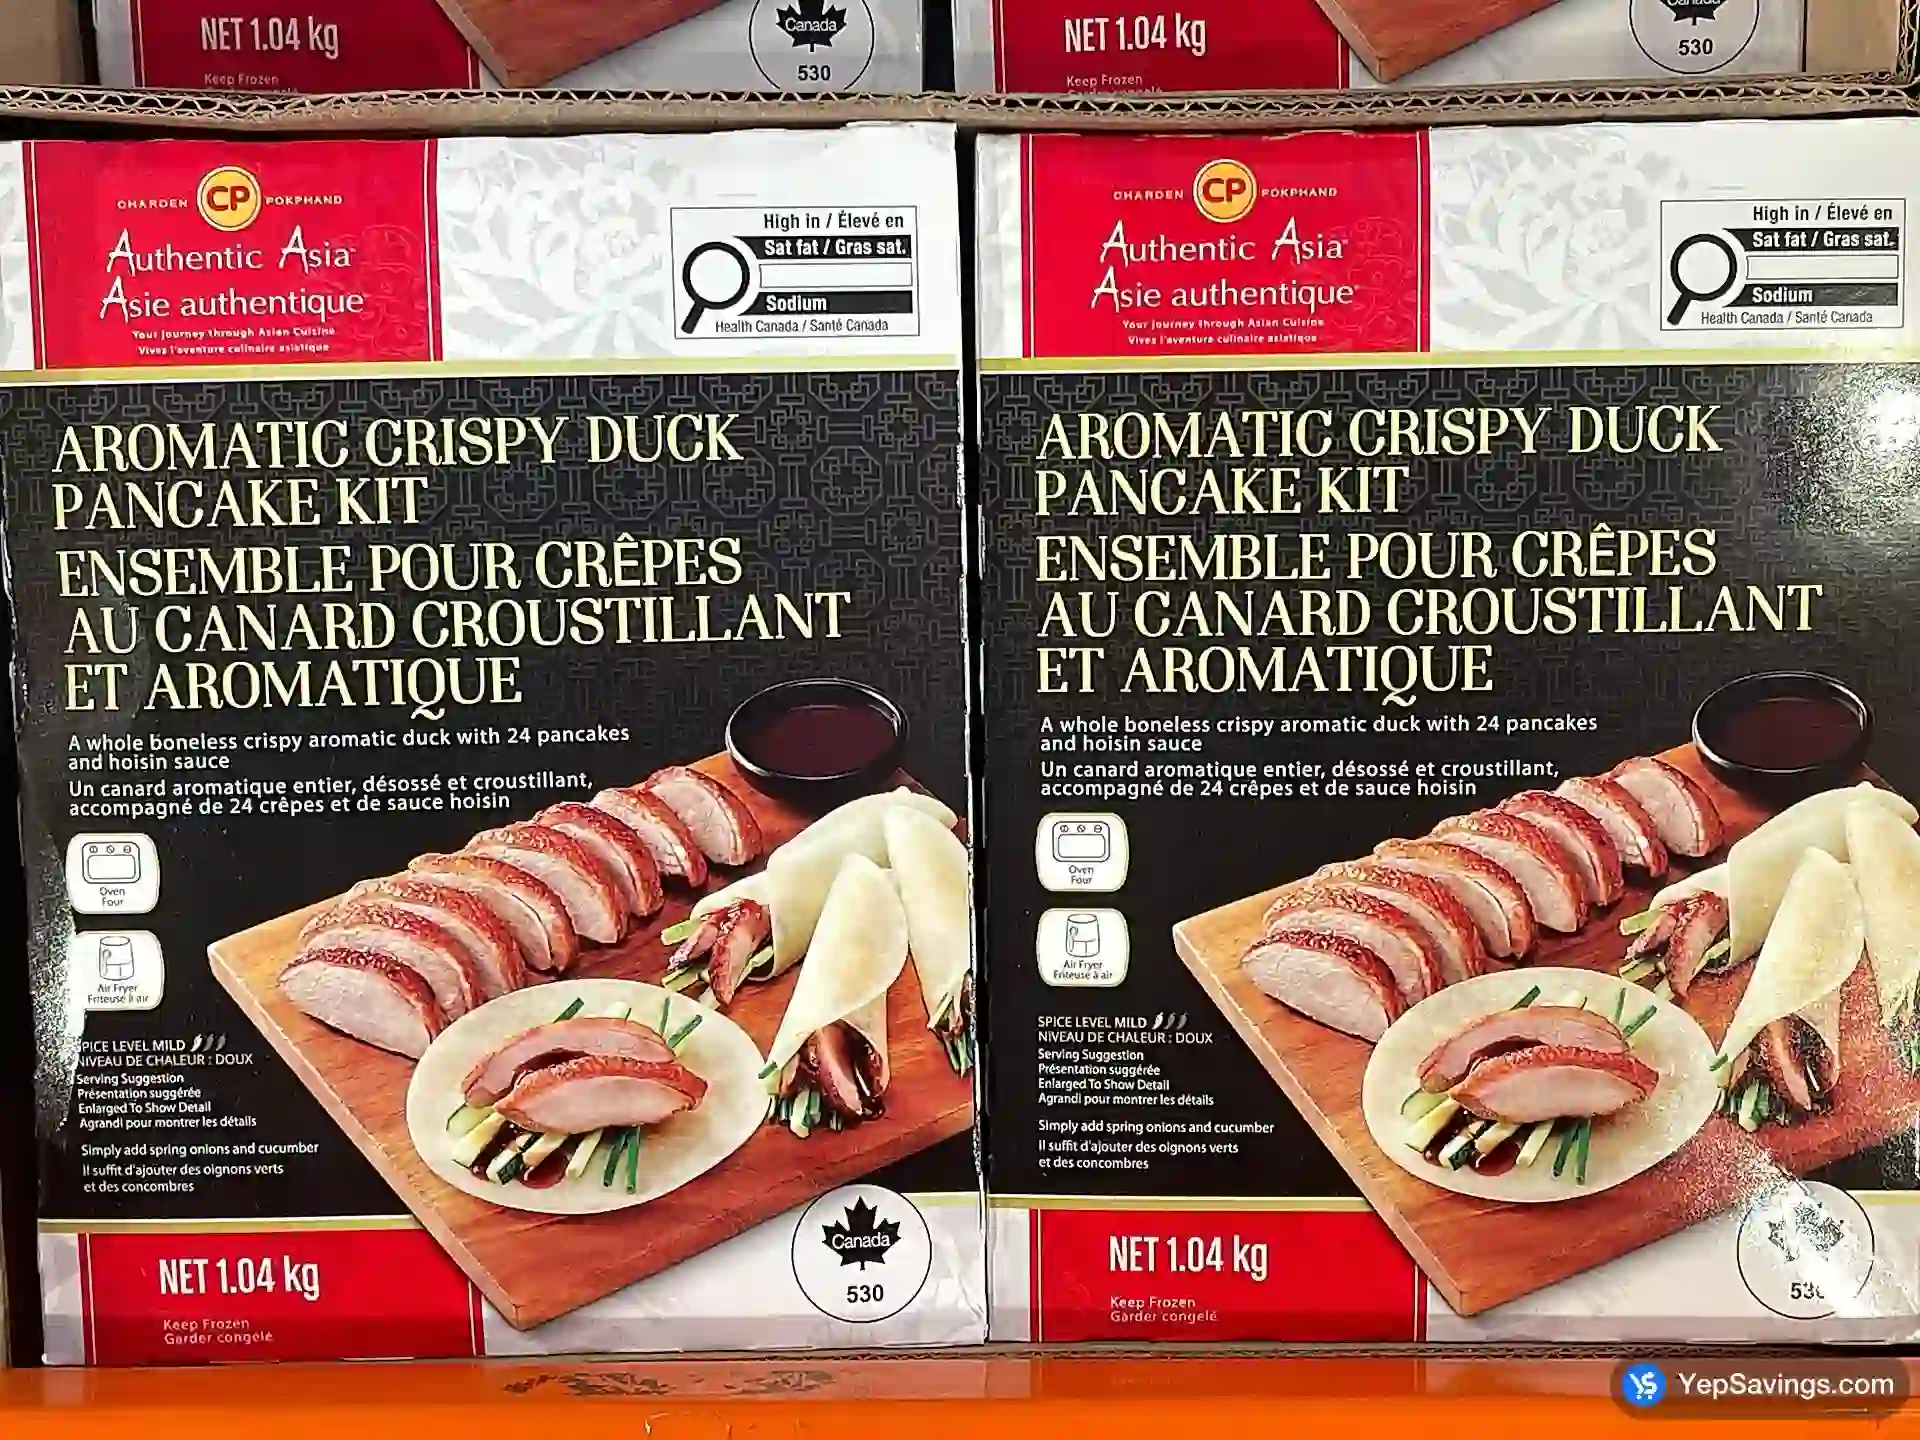 NET 1.04 kg
Keep Frozen
Canada
530
NET 1.04 kg
Keep Frozen
530
CHARDEN CP POKPHAND
Authentic Asia
Asie authentique
Your journey through Asian Cuisine
Vivez l'aventure culinaire asiatique
High in / Élevé en
Sat fat / Gras sat.
Sodium
Health Canada / Santé Canada
AROMATIC CRISPY DUCK
PANCAKE KIT
ENSEMBLE POUR CRÊPES
AU CANARD CROUSTILLANT
ET AROMATIQUE
A whole boneless crispy aromatic duck with 24 pancakes
and hoisin sauce
Un canard aromatique entier, désossé et croustillant,
accompagné de 24 crêpes et de sauce hoisin
Oven
Four
Air Fryer
Friteuse à air
SPICE LEVEL MILD
NIVEAU DE CHALEUR : DOUX
Serving Suggestion
Présentation suggérée
Enlarged To Show Detail
Agrandi pour montrer les détails
Simply add spring onions and cucumber
Il suffit d'ajouter des oignons verts
et des concombres
NET 1.04 kg
Keep Frozen
Garder congelé
Canada
530
CHARDEN CP POKPHAND
Authentic Asia
Asie authentique
Your journey through Asian Cuisine
Vivez l'aventure culinaire asiatique
High in / Élevé en
Sat fat / Gras sat.
Sodium
Health Canada / Santé Canada
AROMATIC CRISPY DUCK
PANCAKE KIT
ENSEMBLE POUR CRÊPES
AU CANARD CROUSTILLANT
ET AROMATIQUE
A whole boneless crispy aromatic duck with 24 pancakes
and hoisin sauce
Un canard aromatique entier, désossé et croustillant,
accompagné de 24 crêpes et de sauce hoisin
Oven
Four
Air Fryer
Friteuse à air
SPICE LEVEL MILD
NIVEAU DE CHALEUR : DOUX
Serving Suggestion
Présentation suggérée
Enlarged To Show Detail
Agrandi pour montrer les détails
Simply add spring onions and cucumber
Il suffit d'ajouter des oignons verts
et des concombres
NET 1.04 kg
Keep Frozen
Garder congelé
YepSavings.com